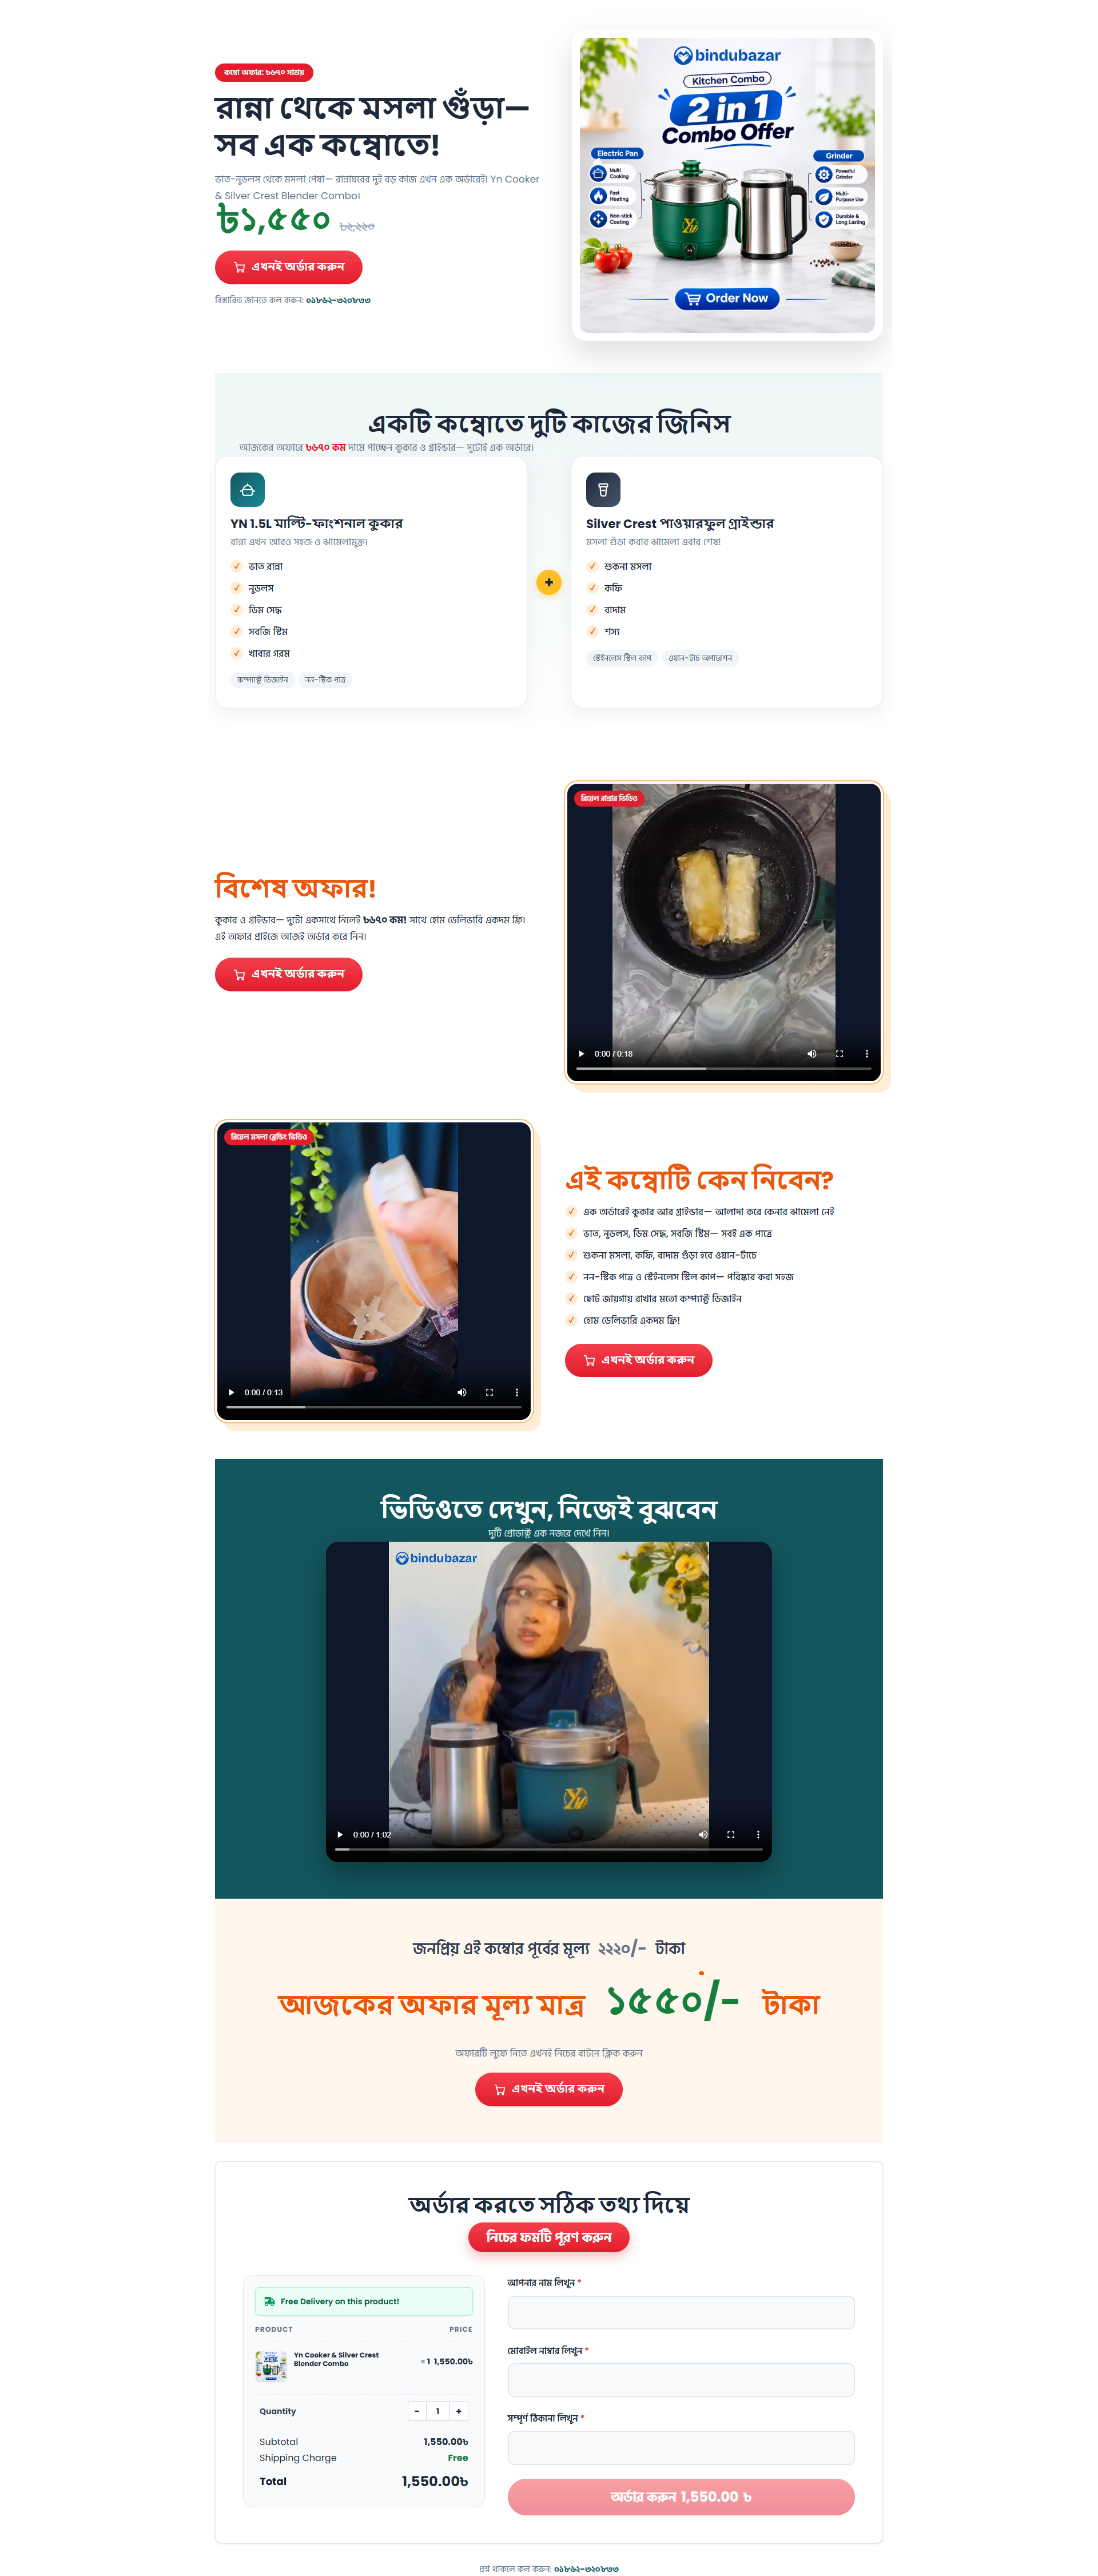 কম্বো অফার: ৳৬৭০ সাশ্রয়
রান্না থেকে মসলা গুঁড়া—
সব এক কম্বোতে!
ভাত-নুডলস থেকে মসলা পেষা— রান্নাঘরের দুই বড় কাজ এখন এক অর্ডারেই! Yn Cooker
& Silver Crest Blender Combo।
৳১,৫৫০ ৳২,২২০
এখনই অর্ডার করুন
বিস্তারিত জানতে কল করুন: ০১৮৬২-৩২০৮৩৩
bindubazar
Kitchen Combo
2 in 1
Combo Offer
Electric Pan
Multi
Cooking
Fast
Heating
Non-stick
Coating
Grinder
Powerful
Grinder
Multi-
Purpose Use
Durable &
Long Lasting
Order Now
একটি কম্বোতে দুটি কাজের জিনিস
আজকের অফারে ৳৬৭০ কম দামে পাচ্ছেন কুকার ও গ্রাইন্ডার— দুটোই এক অর্ডারে।
YN 1.5L মাল্টি-ফাংশনাল কুকার
রান্না এখন আরও সহজ ও ঝামেলামুক্ত।
ভাত রান্না
নুডলস
ডিম সেদ্ধ
সবজি স্টিম
খাবার গরম
কম্প্যাক্ট ডিজাইন নন-স্টিক পাত্র
+
Silver Crest পাওয়ারফুল গ্রাইন্ডার
মসলা গুঁড়া করার ঝামেলা এবার শেষ!
শুকনা মসলা
কফি
বাদাম
শস্য
স্টেইনলেস স্টিল কাপ ওয়ান-টাচ অপারেশন
বিশেষ অফার!
কুকার ও গ্রাইন্ডার— দুটো একসাথে নিলেই ৳৬৭০ কম! সাথে হোম ডেলিভারি একদম ফ্রি।
এই অফার প্রাইজে আজই অর্ডার করে নিন।
এখনই অর্ডার করুন
রিয়েল রান্নার ভিডিও
0:00 / 0:18
রিয়েল মসলা ব্লেন্ডিং ভিডিও
0:00 / 0:13
এই কম্বোটি কেন নিবেন?
এক অর্ডারেই কুকার আর গ্রাইন্ডার— আলাদা করে কেনার ঝামেলা নেই
ভাত, নুডলস, ডিম সেদ্ধ, সবজি স্টিম— সবই এক পাত্রে
শুকনা মসলা, কফি, বাদাম গুঁড়া হবে ওয়ান-টাচে
নন-স্টিক পাত্র ও স্টেইনলেস স্টিল কাপ— পরিষ্কার করা সহজ
ছোট জায়গায় রাখার মতো কম্প্যাক্ট ডিজাইন
হোম ডেলিভারি একদম ফ্রি!
এখনই অর্ডার করুন
ভিডিওতে দেখুন, নিজেই বুঝবেন
দুটি প্রোডাক্ট এক নজরে দেখে নিন।
bindubazar
0:00 / 1:02
জনপ্রিয় এই কম্বোর পূর্বের মূল্য ২২২০/- টাকা
আজকের অফার মূল্য মাত্র ১৫৫০/- টাকা
অফারটি লুফে নিতে এখনই নিচের বাটনে ক্লিক করুন
এখনই অর্ডার করুন
অর্ডার করতে সঠিক তথ্য দিয়ে
নিচের ফর্মটি পূরণ করুন
Free Delivery on this product!
PRODUCT PRICE
Yn Cooker & Silver Crest
Blender Combo
× 1 1,550.00৳
Quantity − 1 +
Subtotal 1,550.00৳
Shipping Charge Free
Total 1,550.00৳
আপনার নাম লিখুন *
মোবাইল নাম্বার লিখুন *
সম্পূর্ণ ঠিকানা লিখুন *
অর্ডার করুন 1,550.00 ৳
প্রশ্ন থাকলে কল করুন: ০১৮৬২-৩২০৮৩৩